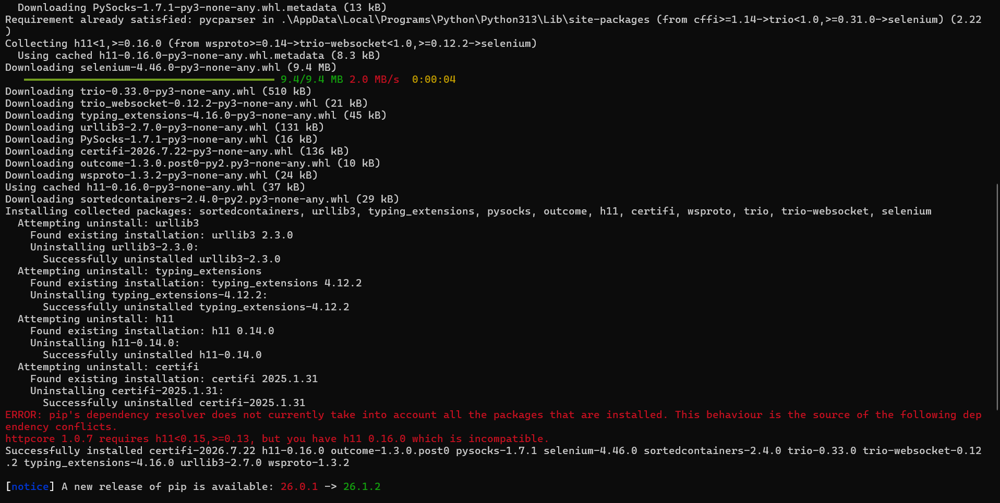 Downloading PySocks-1.7.1-py3-none-any.whl.metadata (13 kB)
Requirement already satisfied: pycparser in .\AppData\Local\Programs\Python\Python313\Lib\site-packages (from cffi>=1.14->trio<1.0,>=0.31.0->selenium) (2.22
)
Collecting h11<1,>=0.16.0 (from wsproto>=0.14->trio-websocket<1.0,>=0.12.2->selenium)
  Using cached h11-0.16.0-py3-none-any.whl.metadata (8.3 kB)
Downloading selenium-4.46.0-py3-none-any.whl (9.4 MB)
   9.4/9.4 MB 2.0 MB/s  0:00:04
Downloading trio-0.33.0-py3-none-any.whl (510 kB)
Downloading trio_websocket-0.12.2-py3-none-any.whl (21 kB)
Downloading typing_extensions-4.16.0-py3-none-any.whl (45 kB)
Downloading urllib3-2.7.0-py3-none-any.whl (131 kB)
Downloading PySocks-1.7.1-py3-none-any.whl (16 kB)
Downloading certifi-2026.7.22-py3-none-any.whl (136 kB)
Downloading outcome-1.3.0.post0-py2.py3-none-any.whl (10 kB)
Downloading wsproto-1.3.2-py3-none-any.whl (24 kB)
Using cached h11-0.16.0-py3-none-any.whl (37 kB)
Downloading sortedcontainers-2.4.0-py2.py3-none-any.whl (29 kB)
Installing collected packages: sortedcontainers, urllib3, typing_extensions, pysocks, outcome, h11, certifi, wsproto, trio, trio-websocket, selenium
  Attempting uninstall: urllib3
    Found existing installation: urllib3 2.3.0
    Uninstalling urllib3-2.3.0:
      Successfully uninstalled urllib3-2.3.0
  Attempting uninstall: typing_extensions
    Found existing installation: typing_extensions 4.12.2
    Uninstalling typing_extensions-4.12.2:
      Successfully uninstalled typing_extensions-4.12.2
  Attempting uninstall: h11
    Found existing installation: h11 0.14.0
    Uninstalling h11-0.14.0:
      Successfully uninstalled h11-0.14.0
  Attempting uninstall: certifi
    Found existing installation: certifi 2025.1.31
    Uninstalling certifi-2025.1.31:
      Successfully uninstalled certifi-2025.1.31
ERROR: pip's dependency resolver does not currently take into account all the packages that are installed. This behaviour is the source of the following dep
endency conflicts.
httpcore 1.0.7 requires h11<0.15,>=0.13, but you have h11 0.16.0 which is incompatible.
Successfully installed certifi-2026.7.22 h11-0.16.0 outcome-1.3.0.post0 pysocks-1.7.1 selenium-4.46.0 sortedcontainers-2.4.0 trio-0.33.0 trio-websocket-0.12
.2 typing_extensions-4.16.0 urllib3-2.7.0 wsproto-1.3.2

[notice] A new release of pip is available: 26.0.1 -> 26.1.2